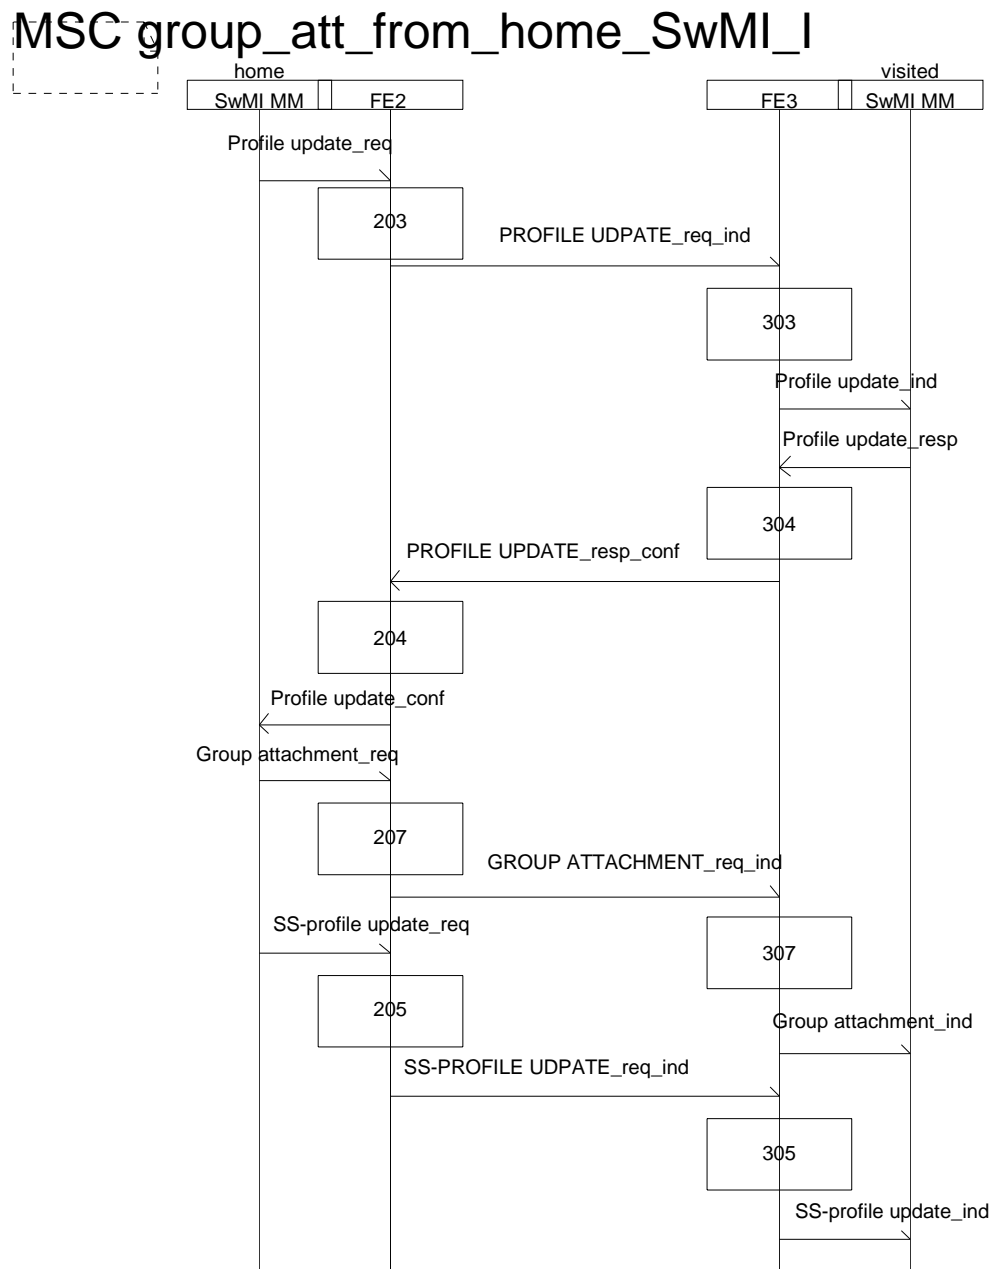 MSC group_att_from_home_SwMI_I
home
visited
SwMI MM
FE2
FE3
SwMI MM
Profile update_req
203
PROFILE UDPATE_req_ind
303
Profile update_ind
Profile update_resp
304
PROFILE UPDATE_resp_conf
204
Profile update_conf
Group attachment_req
207
GROUP ATTACHMENT_req_ind
SS-profile update_req
307
205
Group attachment_ind
SS-PROFILE UDPATE_req_ind
305
SS-profile update_ind